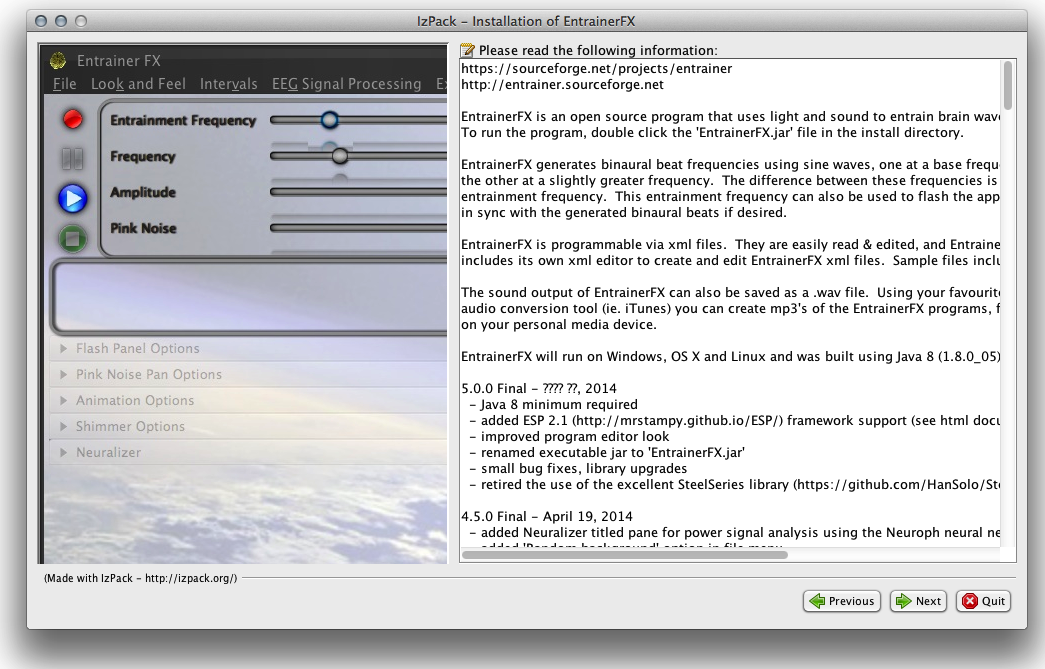 IzPack - Installation of EntrainerFX
Entrainer FX
File Look and Feel Intervals EEG Signal Processing
Entrainment Frequency
Frequency
Amplitude
Pink Noise
Flash Panel Options
Pink Noise Pan Options
Animation Options
Shimmer Options
Neuralizer
Please read the following information:
https://sourceforge.net/projects/entrainer
http://entrainer.sourceforge.net
EntrainerFX is an open source program that uses light and sound to entrain brain
To run the program, double click the 'EntrainerFX.jar' file in the install directory.
EntrainerFX generates binaural beat frequencies using sine waves, one at a base
the other at a slightly greater frequency.  The difference between these frequencies is
entrainment frequency.  This entrainment frequency can also be used to flash the
in sync with the generated binaural beats if desired.
EntrainerFX is programmable via xml files.  They are easily read & edited, and
includes its own xml editor to create and edit EntrainerFX xml files.  Sample files
The sound output of EntrainerFX can also be saved as a .wav file.  Using your
audio conversion tool (ie. iTunes) you can create mp3's of the EntrainerFX programs,
on your personal media device.
EntrainerFX will run on Windows, OS X and Linux and was built using Java 8 (1.8.0_05)
5.0.0 Final - ???? ??, 2014
- Java 8 minimum required
- added ESP 2.1 (http://mrstampy.github.io/ESP/) framework support (see html
- improved program editor look
- renamed executable jar to 'EntrainerFX.jar'
- small bug fixes, library upgrades
- retired the use of the excellent SteelSeries library
4.5.0 Final - April 19, 2014
- added Neuralizer titled pane for power signal analysis using the Neuroph neural
- added 'Random background' option in file menu
(Made with IzPack - http://izpack.org/)
Previous
Next
Quit